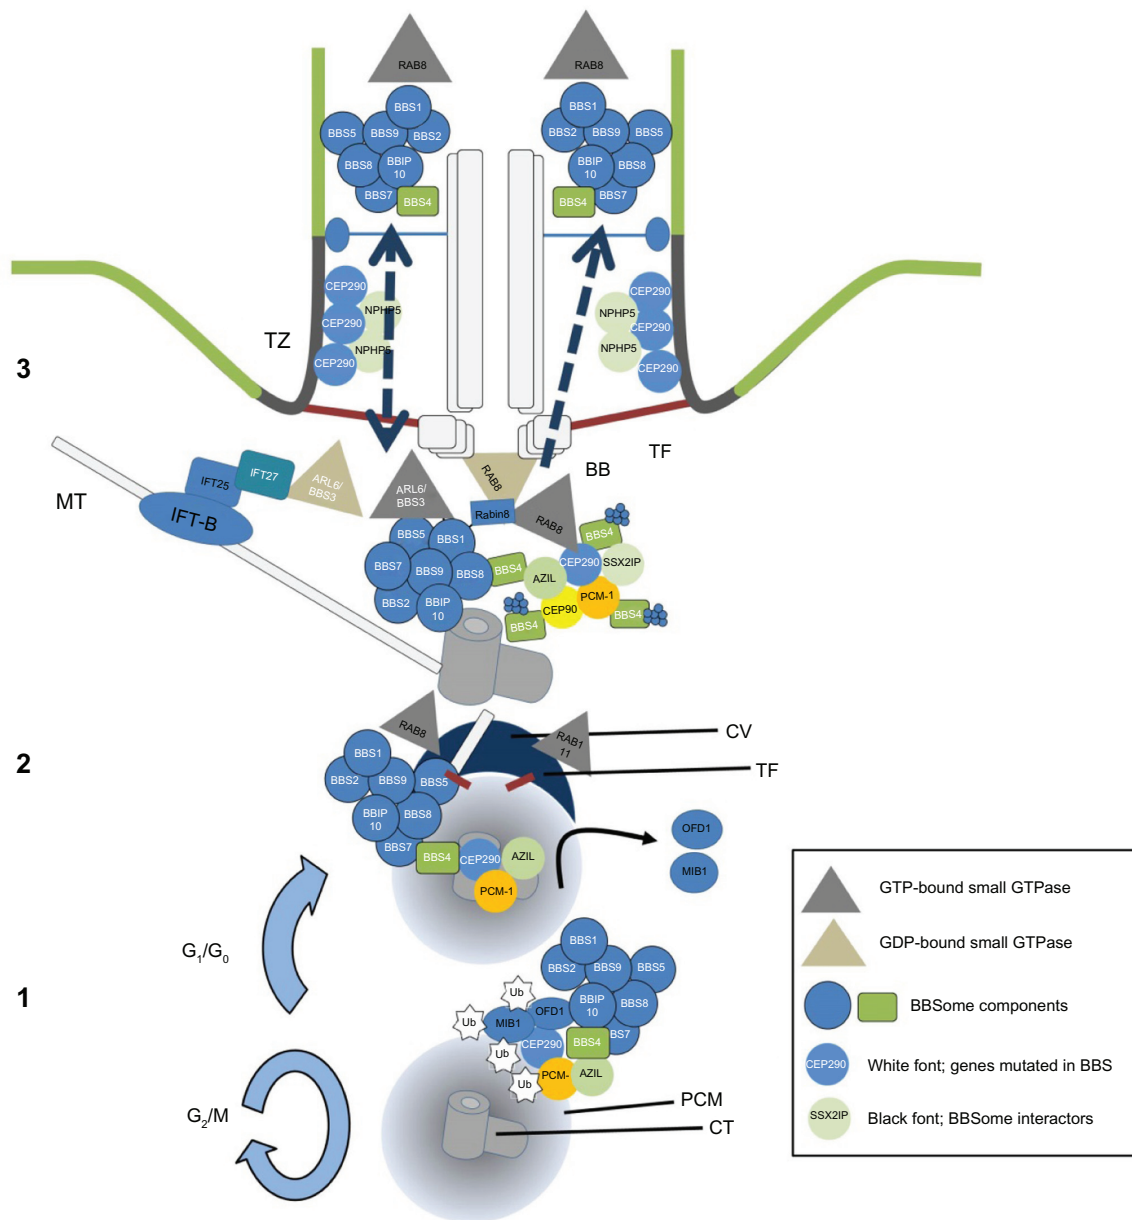 RAB8
RAB8
BBS1
BBS5
BBS9
BBS2
BBS8
BBIP
10
BBS7
BBS4
BBS1
BBS2
BBS9
BBS5
BBIP
10
BBS8
BBS4
BBS7
CEP290
NPHP5
CEP290
NPHP5
CEP290
CEP290
NPHP5
CEP290
NPHP5
CEP290
TZ
3
TF
BB
MT
IFT25
IFT27
ARL6/
BBS3
IFT-B
ARL6/
BBS3
RAB8
Rabin8
RAB8
BBS5
BBS1
BBS7
BBS9
BBS8
BBS2
BBIP
10
BBS4
AZIL
CEP290
BBS4
SSX2IP
PCM-1
CEP90
BBS4
BBS4
2
RAB8
RAB1
11
CV
TF
BBS1
BBS2
BBS9
BBS5
BBIP
10
BBS8
BBS7
BBS4
CEP290
AZIL
PCM-1
OFD1
MIB1
G1/G0
1
G2/M
BBS1
BBS2
BBS9
BBS5
BBIP
10
BBS8
BS7
BBS4
OFD1
MIB1
Ub
Ub
Ub
Ub
CEP290
PCM-
AZIL
PCM
CT
GTP-bound small GTPase
GDP-bound small GTPase
BBSome components
CEP290
White font; genes mutated in BBS
SSX2IP
Black font; BBSome interactors